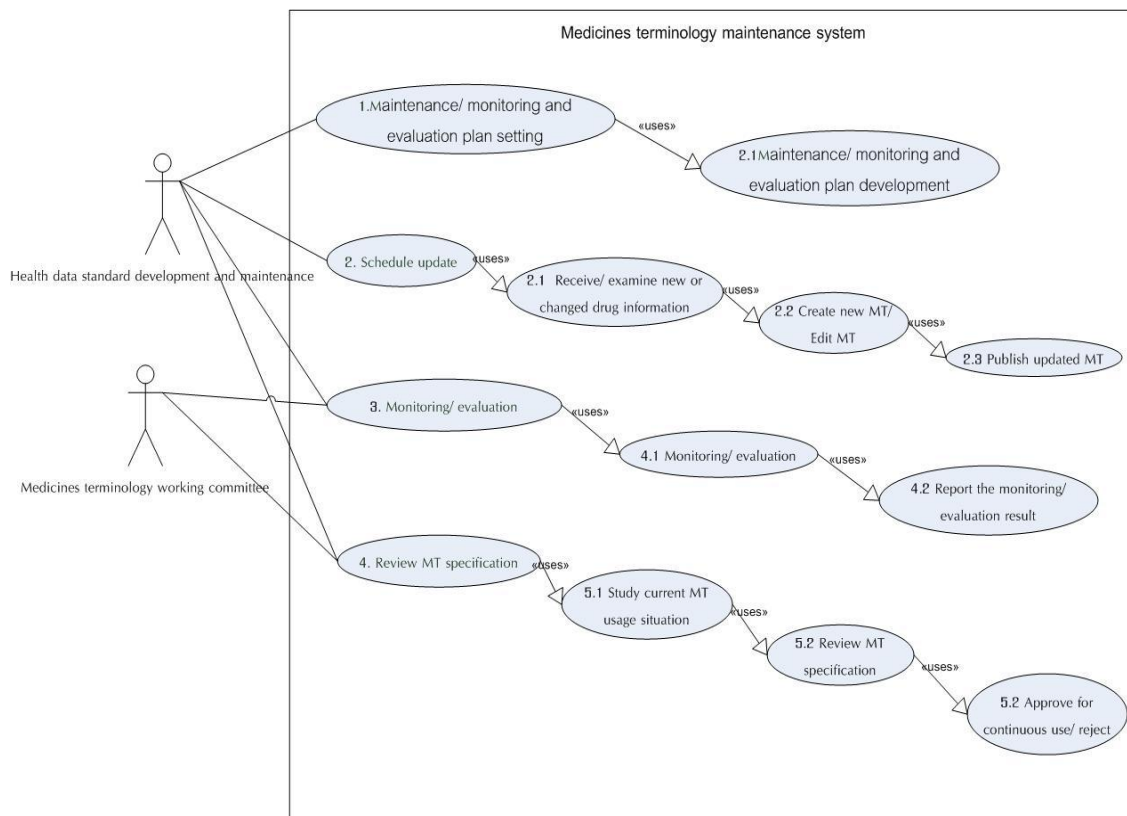 Medicines terminology maintenance system
1.Maintenance/ monitoring and
evaluation plan setting
«uses»
2.1Maintenance/ monitoring and
evaluation plan development
Health data standard development and maintenance
2. Schedule update
«uses»
2.1 Receive/ examine new or
changed drug information
«uses»
2.2 Create new MT/
Edit MT
«uses»
2.3 Publish updated MT
Medicines terminology working committee
3. Monitoring/ evaluation
«uses»
4.1 Monitoring/ evaluation
«uses»
4.2 Report the monitoring/
evaluation result
4. Review MT specification
«uses»
5.1 Study current MT
usage situation
«uses»
5.2 Review MT
specification
«uses»
5.2 Approve for
continuous use/ reject